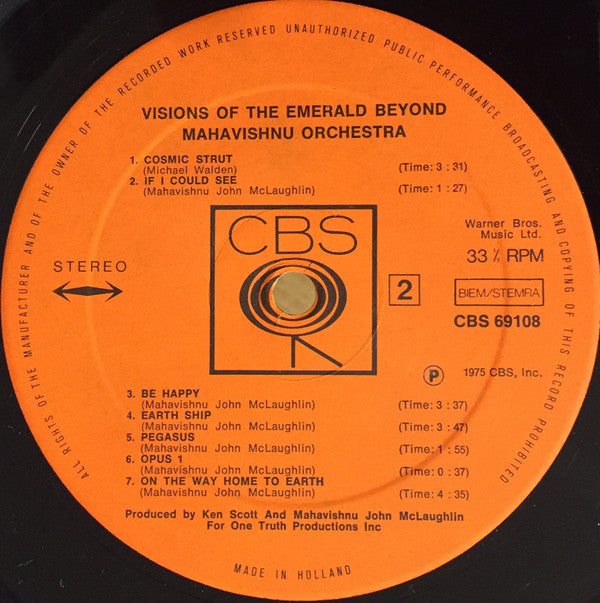 ALL RIGHTS OF THE MANUFACTURER AND OF THE OWNER OF THE RECORDED WORK RESERVED UNAUTHORIZED PUBLIC PERFORMANCE BROADCASTING AND COPYING OF THIS RECORD PROHIBITED
VISIONS OF THE EMERALD BEYOND
MAHAVISHNU ORCHESTRA
1. COSMIC STRUT
(Michael Walden) (Time: 3 : 31)
2. IF I COULD SEE
(Mahavishnu John McLaughlin) (Time: 1 : 27)
CBS
STEREO
2
Warner Bros.
Music Ltd.
33 ⅓ RPM
BIEM/STEMRA
CBS 69108
℗ 1975 CBS, Inc.
3. BE HAPPY
(Mahavishnu John McLaughlin) (Time: 3 : 37)
4. EARTH SHIP
(Mahavishnu John McLaughlin) (Time: 3 : 47)
5. PEGASUS
(Mahavishnu John McLaughlin) (Time: 1 : 55)
6. OPUS 1
(Mahavishnu John McLaughlin) (Time: 0 : 37)
7. ON THE WAY HOME TO EARTH
(Mahavishnu John McLaughlin) (Time: 4 : 35)
Produced by Ken Scott And Mahavishnu John McLaughlin
For One Truth Productions Inc
MADE IN HOLLAND